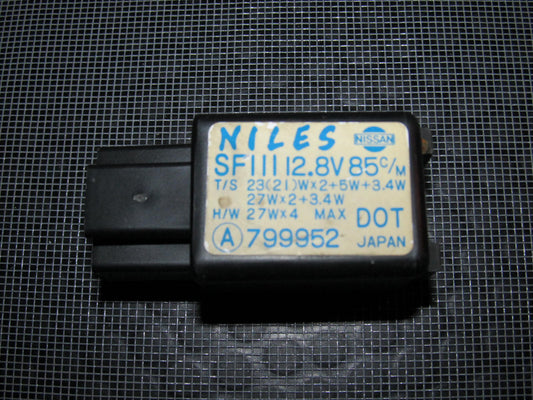 NILES NISSAN
SF111 12.8V 85C/M
T/S 23(21)W×2+5W+3.4W
27W×2+3.4W
H/W 27W×4 MAX DOT
A 799952 JAPAN